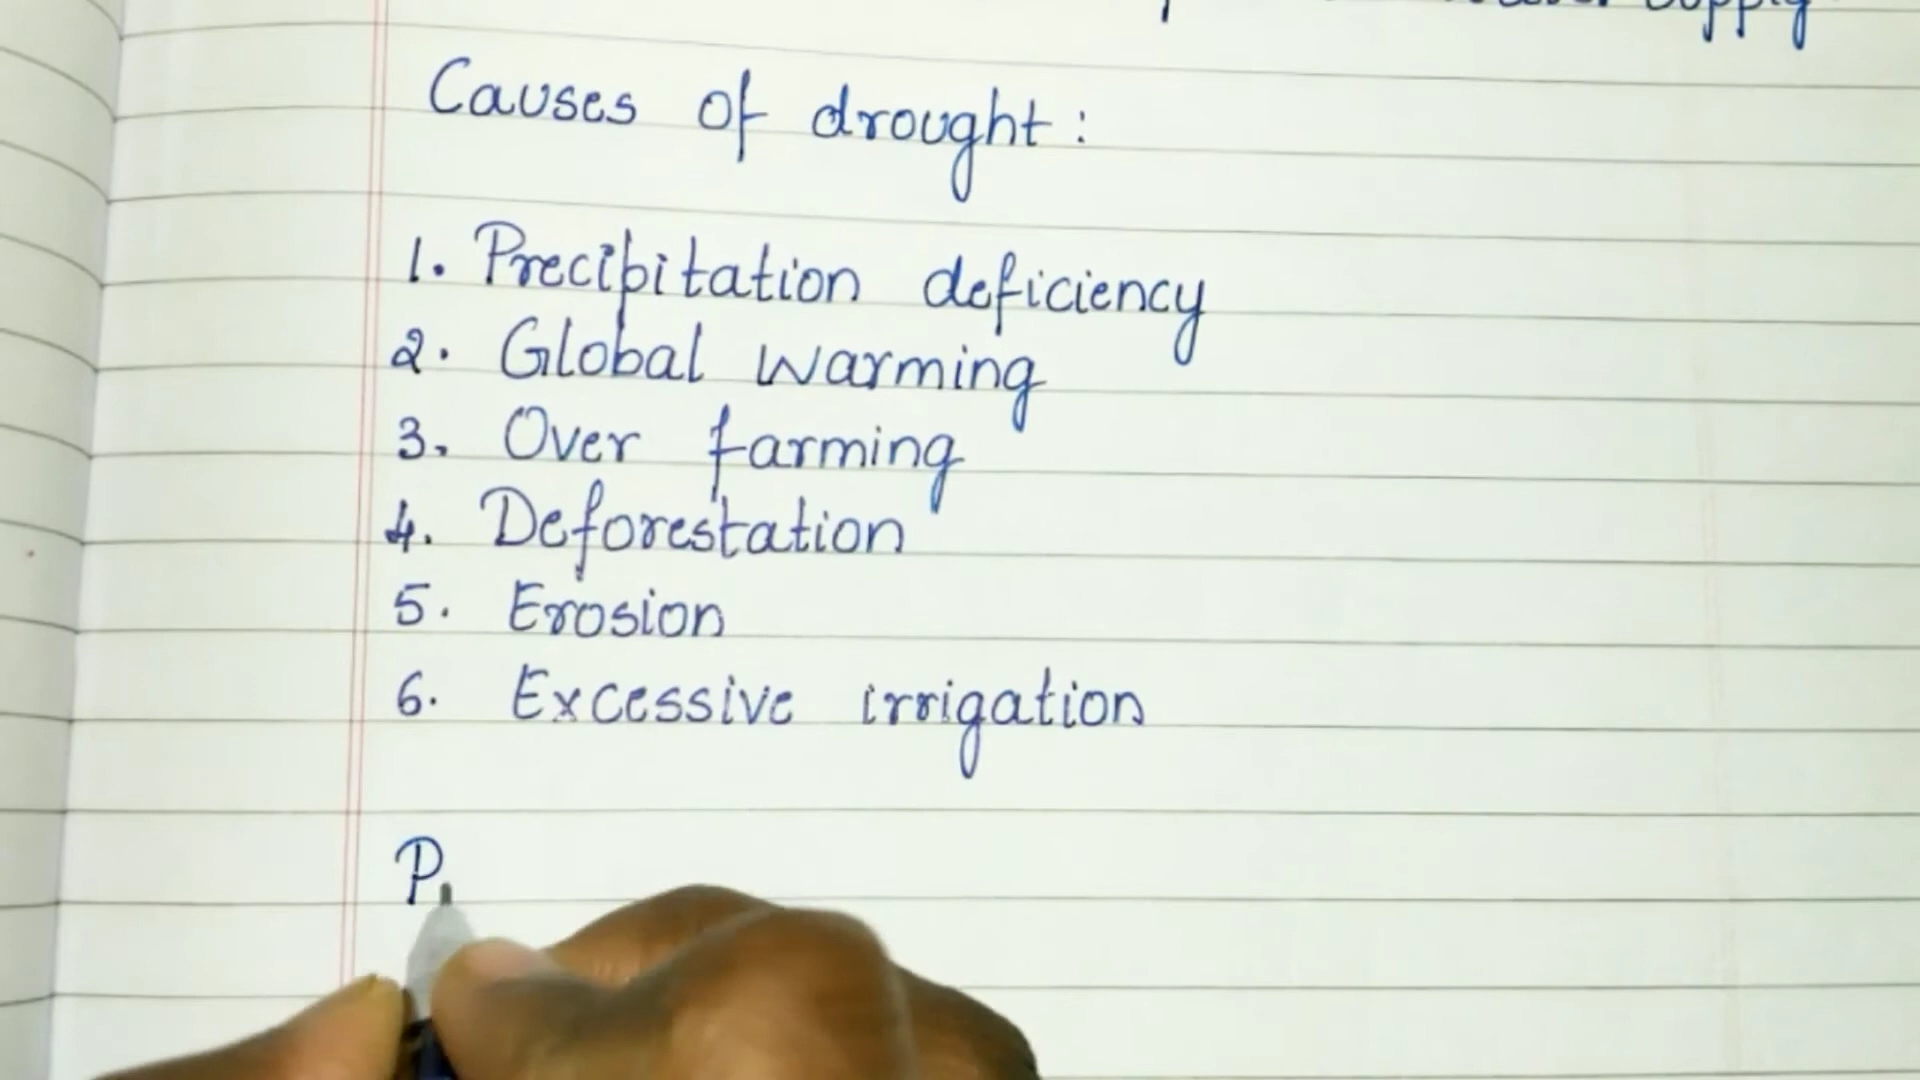 supply
Causes of drought :
1. Precipitation deficiency
2. Global warming
3. Over farming
4. Deforestation
5. Erosion
6. Excessive irrigation
P